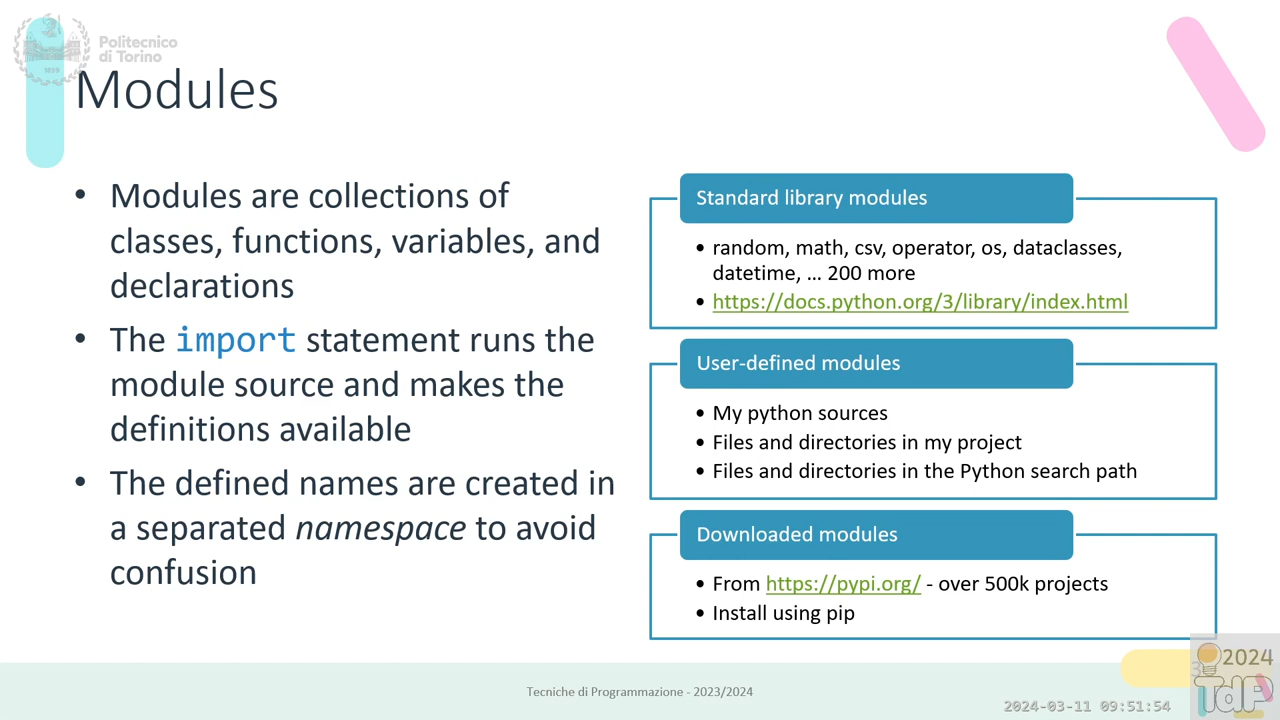 Politecnico
di Torino
Modules
• Modules are collections of
classes, functions, variables, and
declarations
• The import statement runs the
module source and makes the
definitions available
• The defined names are created in
a separated namespace to avoid
confusion
Standard library modules
• random, math, csv, operator, os, dataclasses,
datetime, … 200 more
• https://docs.python.org/3/library/index.html
User-defined modules
• My python sources
• Files and directories in my project
• Files and directories in the Python search path
Downloaded modules
• From https://pypi.org/ - over 500k projects
• Install using pip
Tecniche di Programmazione - 2023/2024
3
2024
TdP
2024-03-11 09:51:54